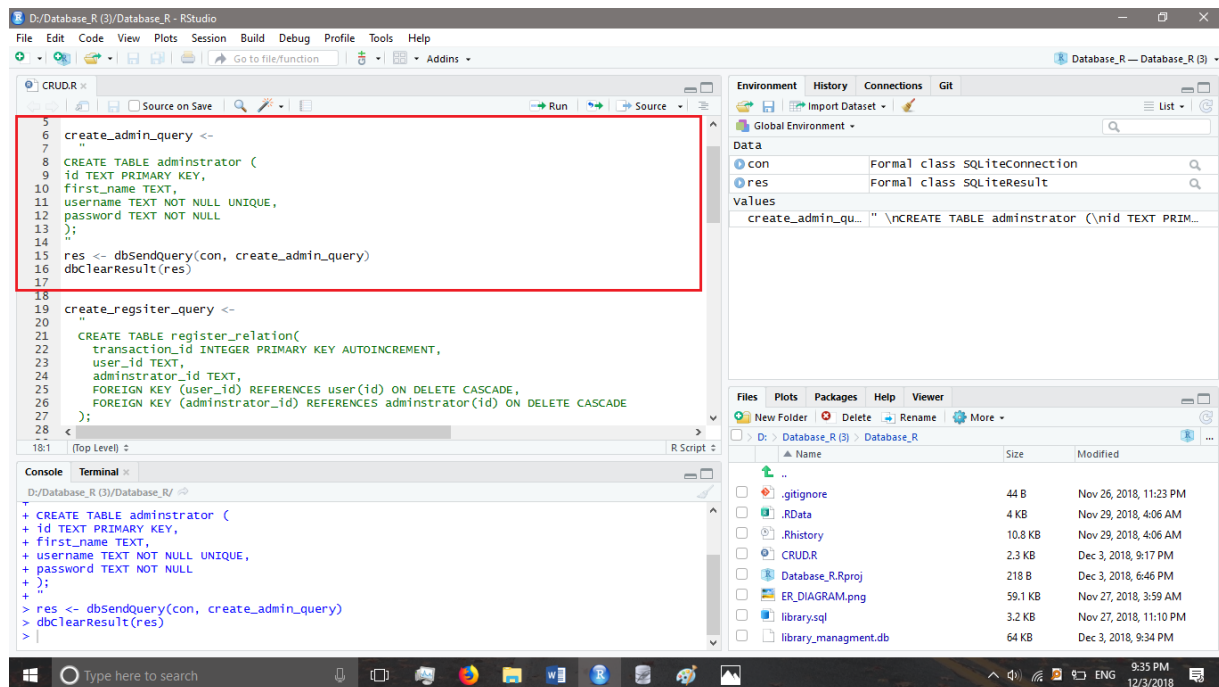 D:/Database_R (3)/Database_R - RStudio
File Edit Code View Plots Session Build Debug Profile Tools Help
Go to file/function Addins
Database_R — Database_R (3)
CRUD.R
Source on Save Run Source
5
6 create_admin_query <-
7 "
8 CREATE TABLE adminstrator (
9 id TEXT PRIMARY KEY,
10 first_name TEXT,
11 username TEXT NOT NULL UNIQUE,
12 password TEXT NOT NULL
13 );
14 "
15 res <- dbSendQuery(con, create_admin_query)
16 dbClearResult(res)
17
18
19 create_regsiter_query <-
20 "
21 CREATE TABLE register_relation(
22 transaction_id INTEGER PRIMARY KEY AUTOINCREMENT,
23 user_id TEXT,
24 adminstrator_id TEXT,
25 FOREIGN KEY (user_id) REFERENCES user(id) ON DELETE CASCADE,
26 FOREIGN KEY (adminstrator_id) REFERENCES adminstrator(id) ON DELETE CASCADE
27 );
28
18:1 (Top Level) R Script
Console Terminal
D:/Database_R (3)/Database_R/
+
+ CREATE TABLE adminstrator (
+ id TEXT PRIMARY KEY,
+ first_name TEXT,
+ username TEXT NOT NULL UNIQUE,
+ password TEXT NOT NULL
+ );
+ "
> res <- dbSendQuery(con, create_admin_query)
> dbClearResult(res)
>
Environment History Connections Git
Import Dataset List
Global Environment
Data
con Formal class SQLiteConnection
res Formal class SQLiteResult
Values
create_admin_qu… " \nCREATE TABLE adminstrator (\nid TEXT PRIM…
Files Plots Packages Help Viewer
New Folder Delete Rename More
D: > Database_R (3) > Database_R ...
Name Size Modified
..
.gitignore 44 B Nov 26, 2018, 11:23 PM
.RData 4 KB Nov 29, 2018, 4:06 AM
.Rhistory 10.8 KB Nov 29, 2018, 4:06 AM
CRUD.R 2.3 KB Dec 3, 2018, 9:17 PM
Database_R.Rproj 218 B Dec 3, 2018, 6:46 PM
ER_DIAGRAM.png 59.1 KB Nov 27, 2018, 3:59 AM
library.sql 3.2 KB Nov 27, 2018, 11:10 PM
library_managment.db 64 KB Dec 3, 2018, 9:34 PM
Type here to search
ENG
9:35 PM
12/3/2018